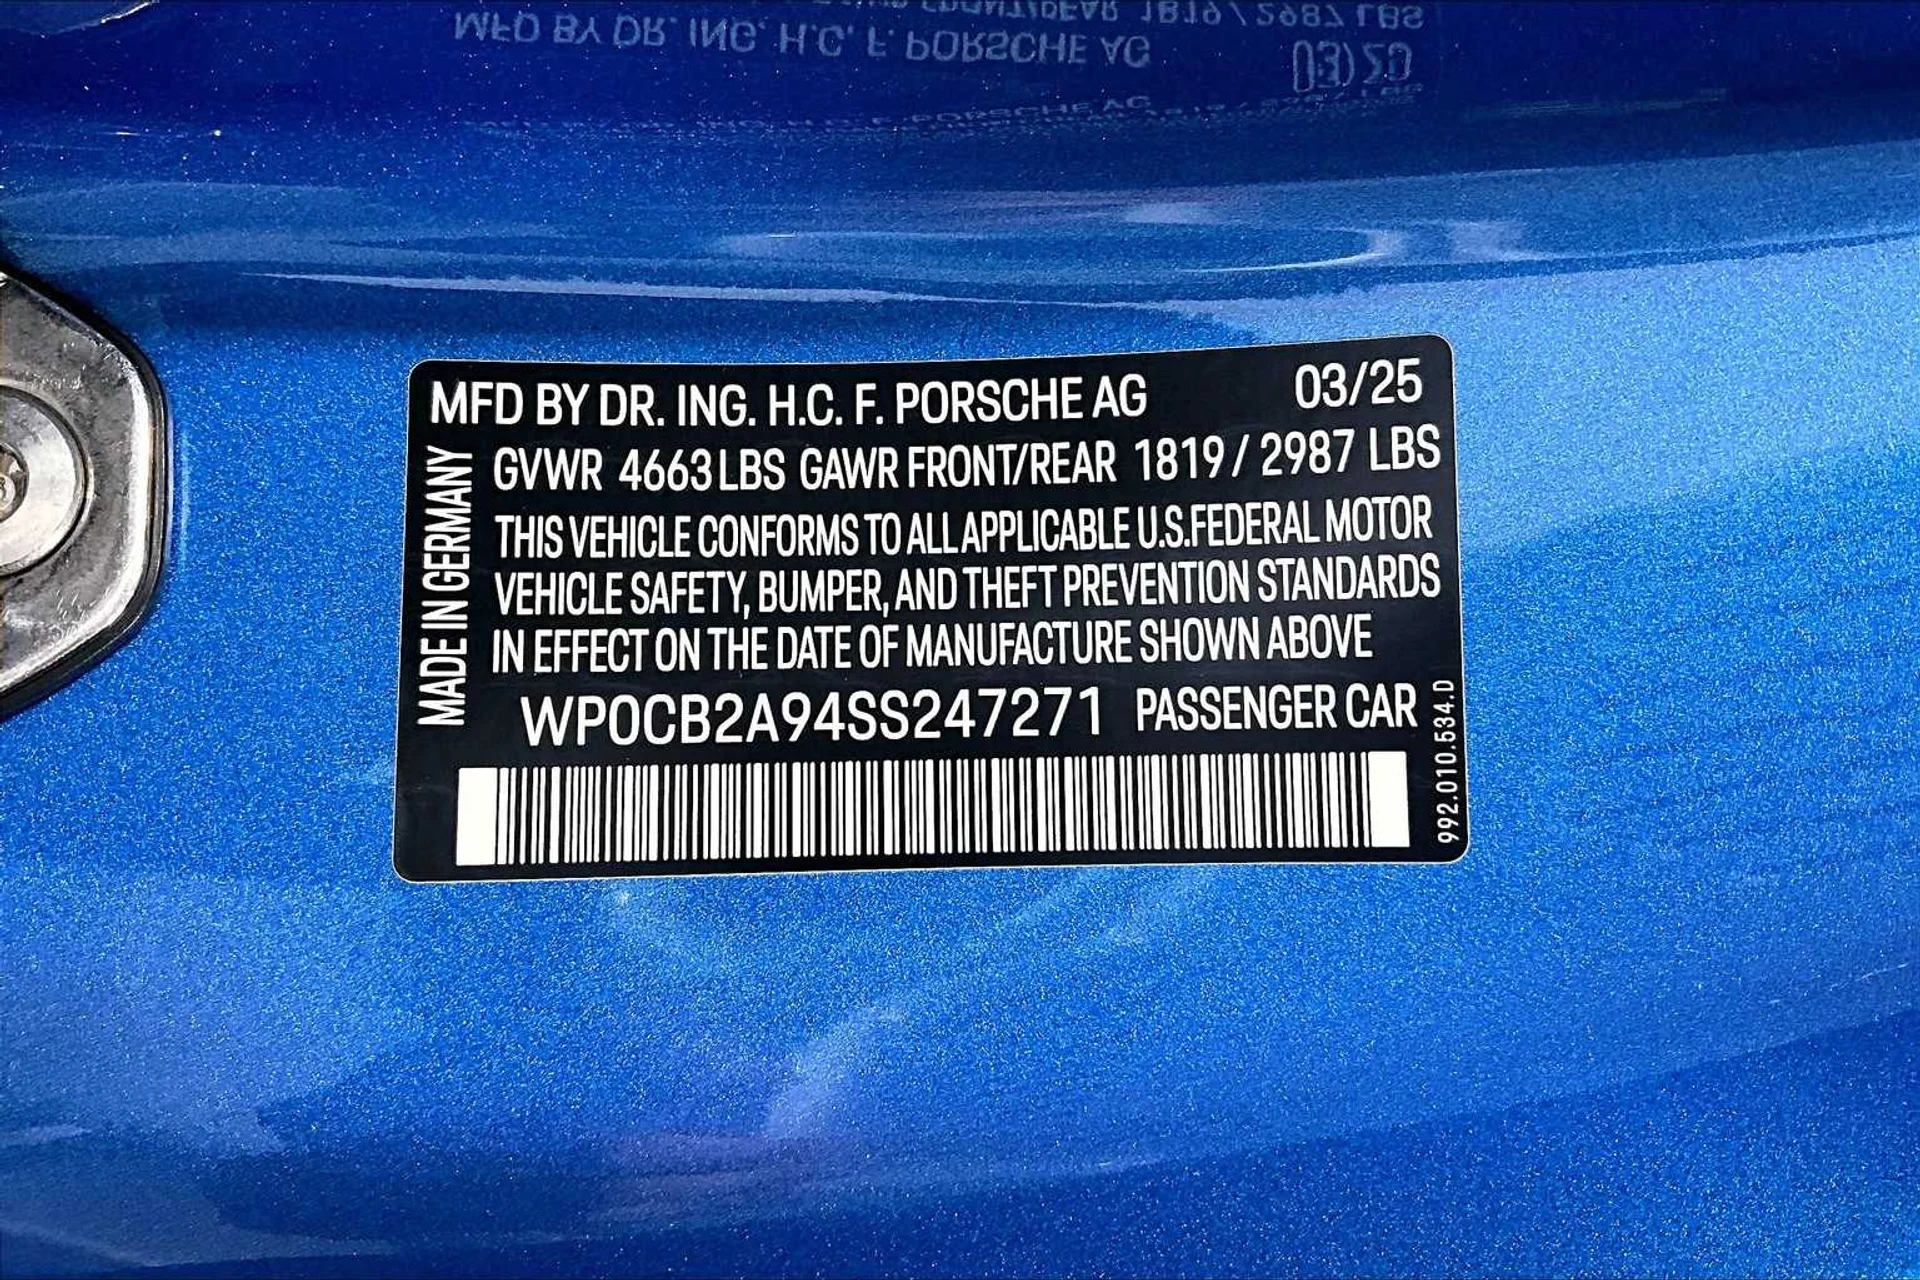 MFD BY DR. ING. H.C. F. PORSCHE AG 03/25
GVWR 4663 LBS GAWR FRONT/REAR 1819 / 2987 LBS
THIS VEHICLE CONFORMS TO ALL APPLICABLE U.S.FEDERAL MOTOR
VEHICLE SAFETY, BUMPER, AND THEFT PREVENTION STANDARDS
IN EFFECT ON THE DATE OF MANUFACTURE SHOWN ABOVE
WP0CB2A94SS247271 PASSENGER CAR
MADE IN GERMANY
992.010.534.D